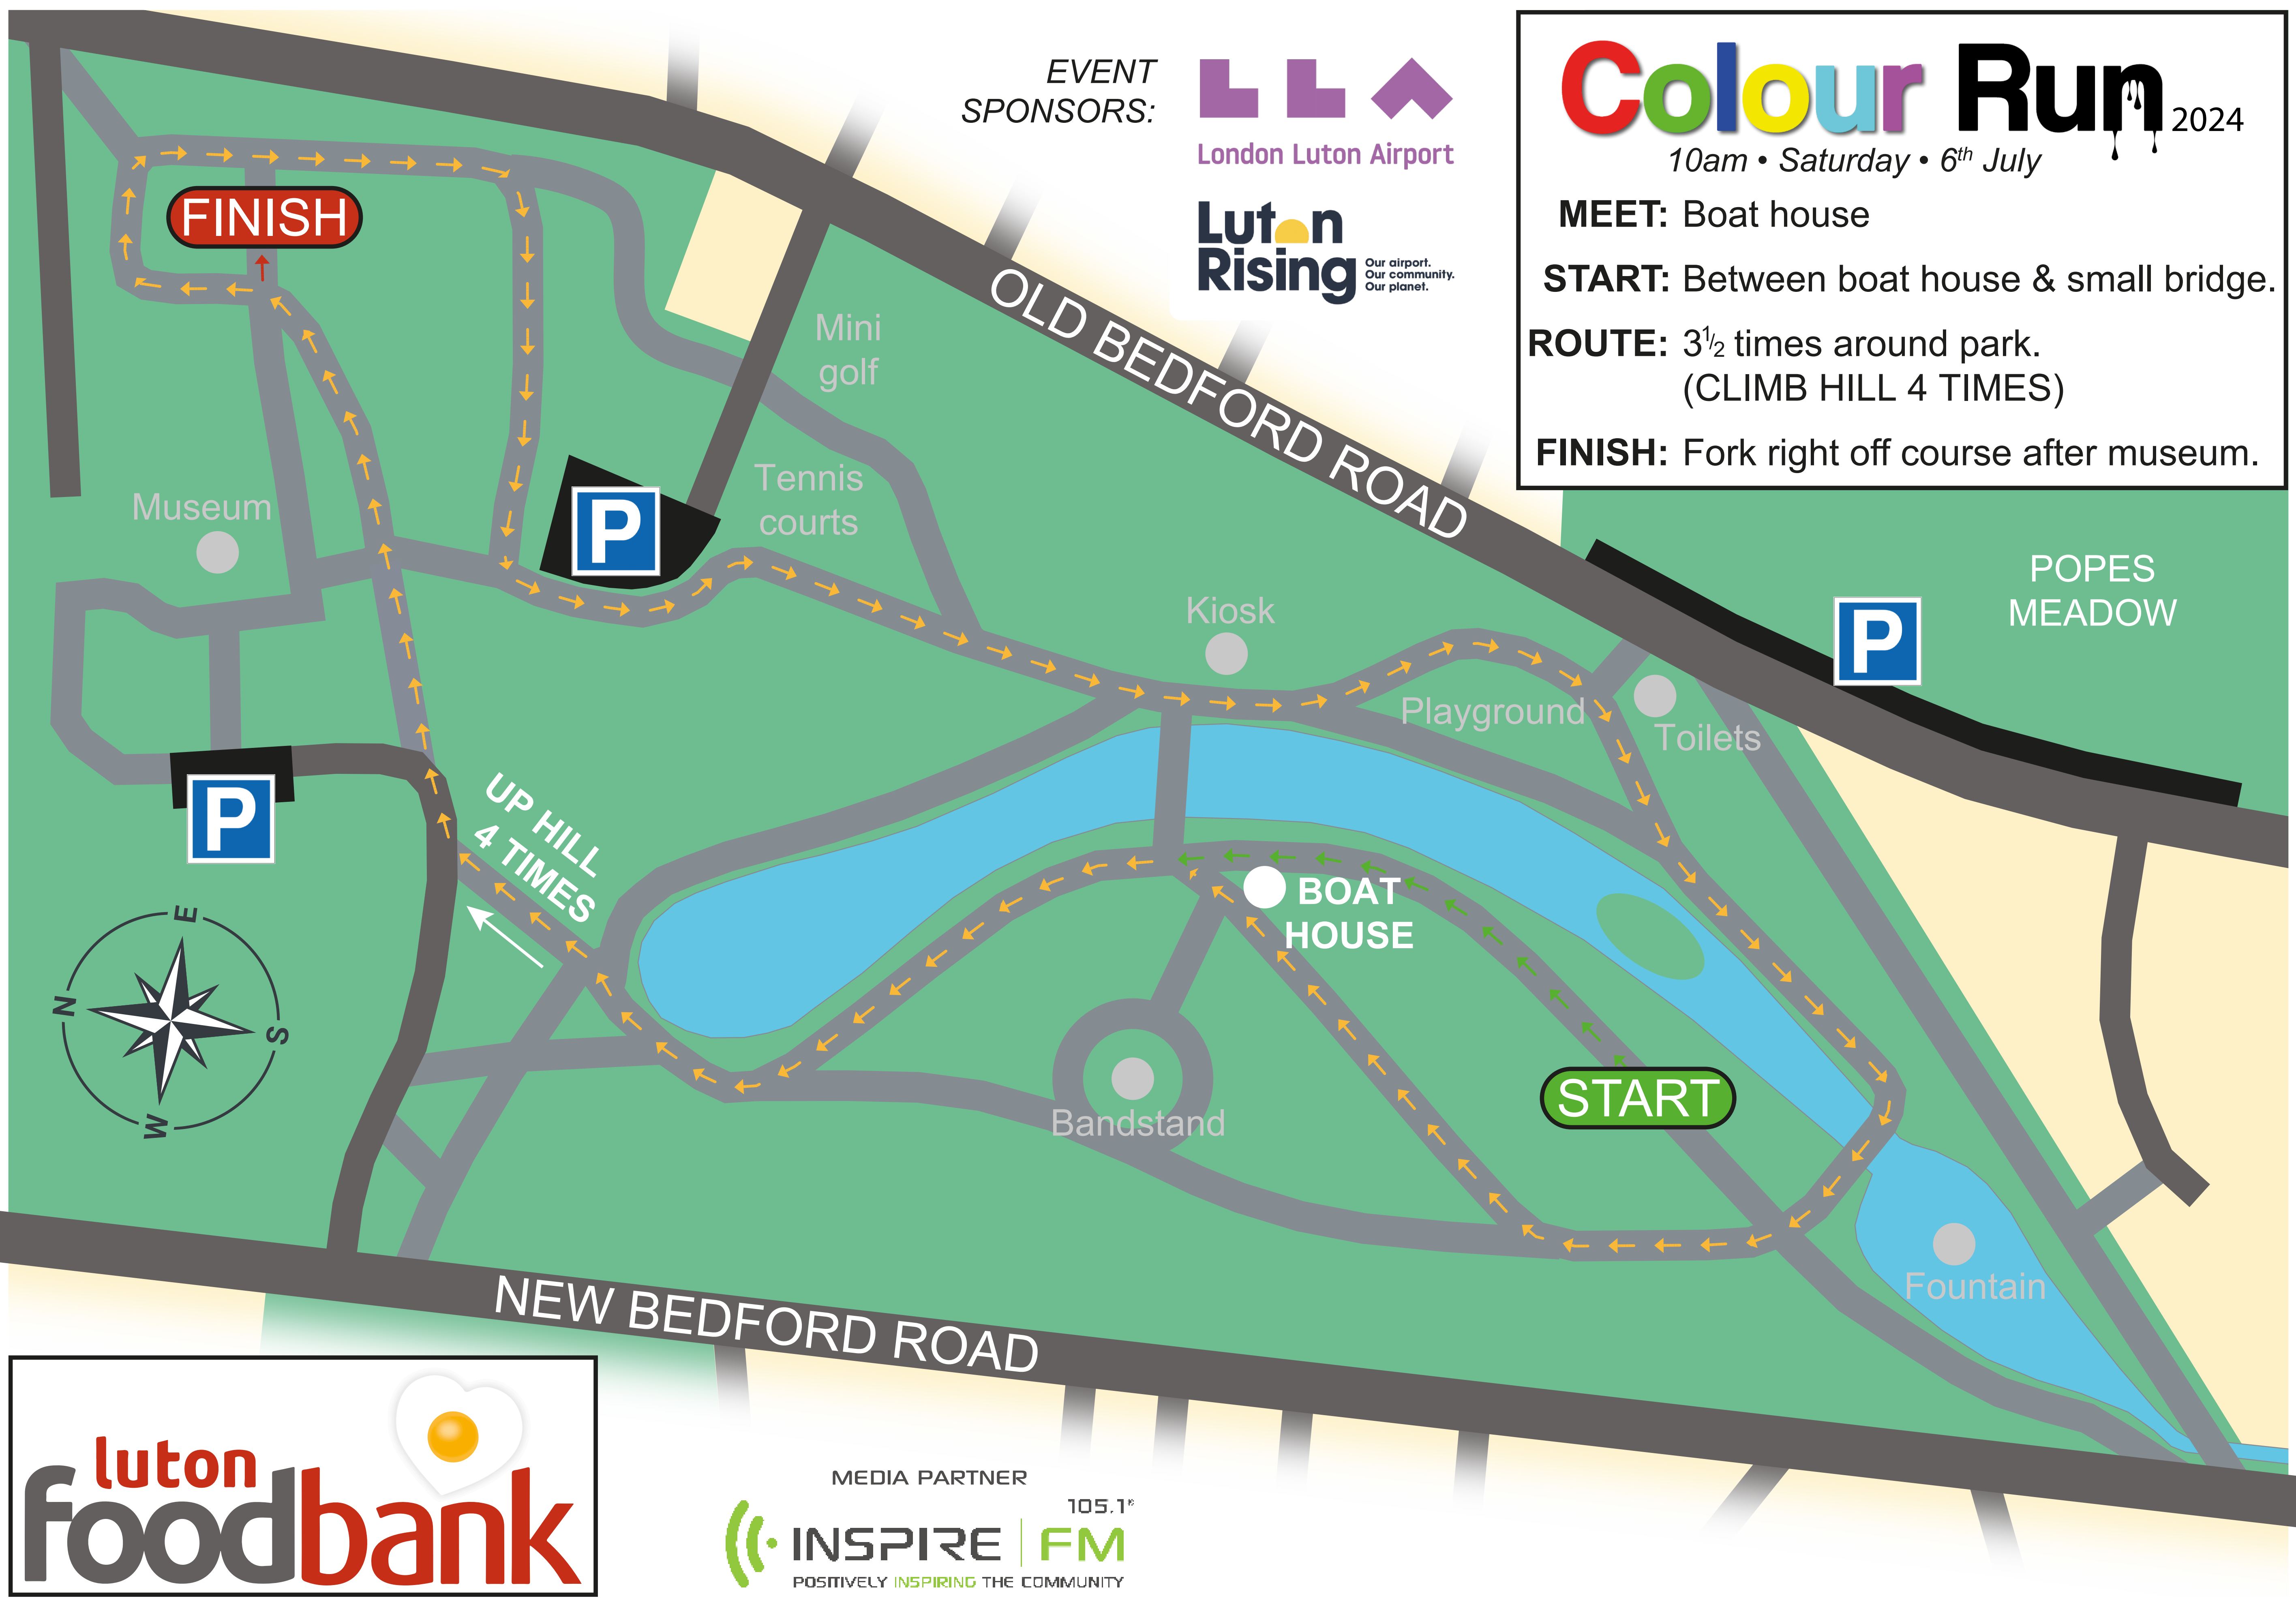 EVENT
SPONSORS:
London Luton Airport
Luton
Rising
Our airport.
Our community.
Our planet.
Colour Run 2024
10am • Saturday • 6th July
MEET: Boat house
START: Between boat house & small bridge.
ROUTE: 3 1/2 times around park.
(CLIMB HILL 4 TIMES)
FINISH: Fork right off course after museum.
FINISH
Mini
golf
OLD BEDFORD ROAD
Museum
P
Tennis
courts
Kiosk
POPES
MEADOW
P
Playground
Toilets
P
UP HILL
4 TIMES
BOAT
HOUSE
E
N
S
W
START
Bandstand
Fountain
NEW BEDFORD ROAD
luton
foodbank
MEDIA PARTNER
105.1
INSPIRE FM
POSITIVELY INSPIRING THE COMMUNITY